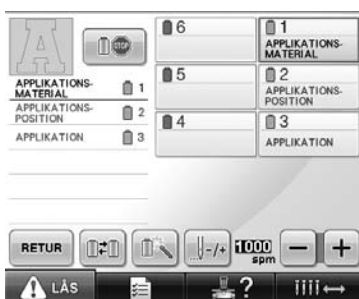 A
STOP
APPLIKATIONS-
MATERIAL 1
APPLIKATIONS-
POSITION 2
APPLIKATION 3
6
1
APPLIKATIONS-
MATERIAL
5
2
APPLIKATIONS-
POSITION
4
3
APPLIKATION
RETUR
-/+
1000
spm
- +
LÅS
?